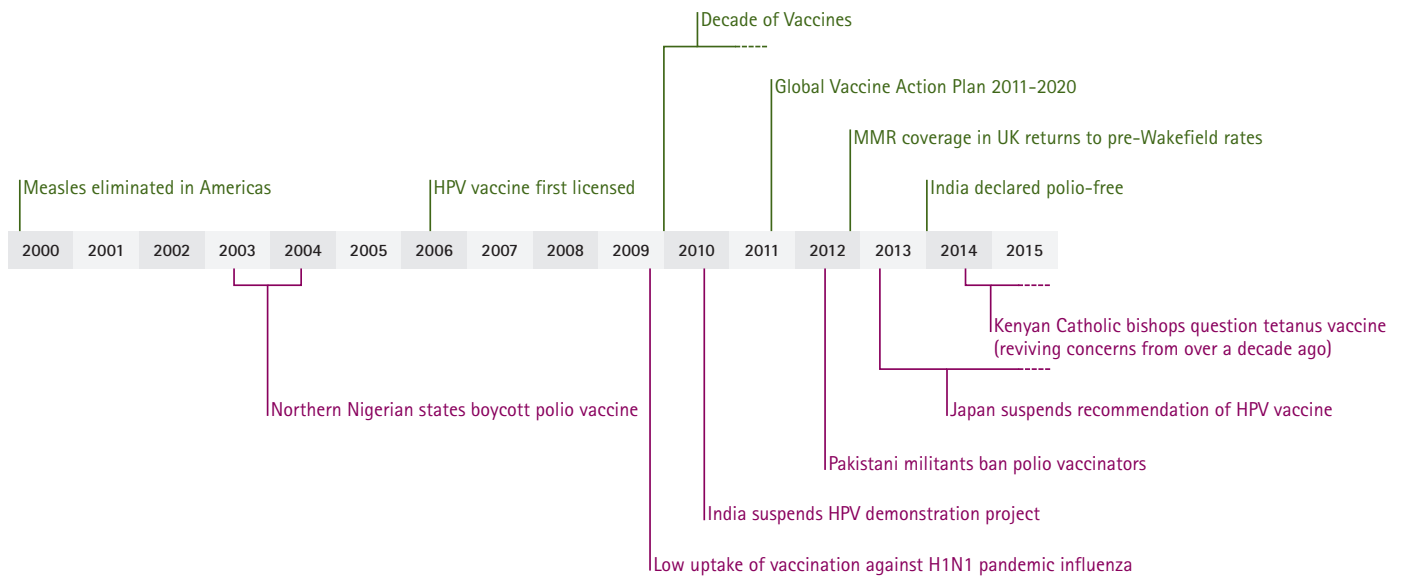 Decade of Vaccines
Global Vaccine Action Plan 2011-2020
MMR coverage in UK returns to pre-Wakefield rates
Measles eliminated in Americas
HPV vaccine first licensed
India declared polio-free
2000 2001 2002 2003 2004 2005 2006 2007 2008 2009 2010 2011 2012 2013 2014 2015
Kenyan Catholic bishops question tetanus vaccine
(reviving concerns from over a decade ago)
Northern Nigerian states boycott polio vaccine
Japan suspends recommendation of HPV vaccine
Pakistani militants ban polio vaccinators
India suspends HPV demonstration project
Low uptake of vaccination against H1N1 pandemic influenza